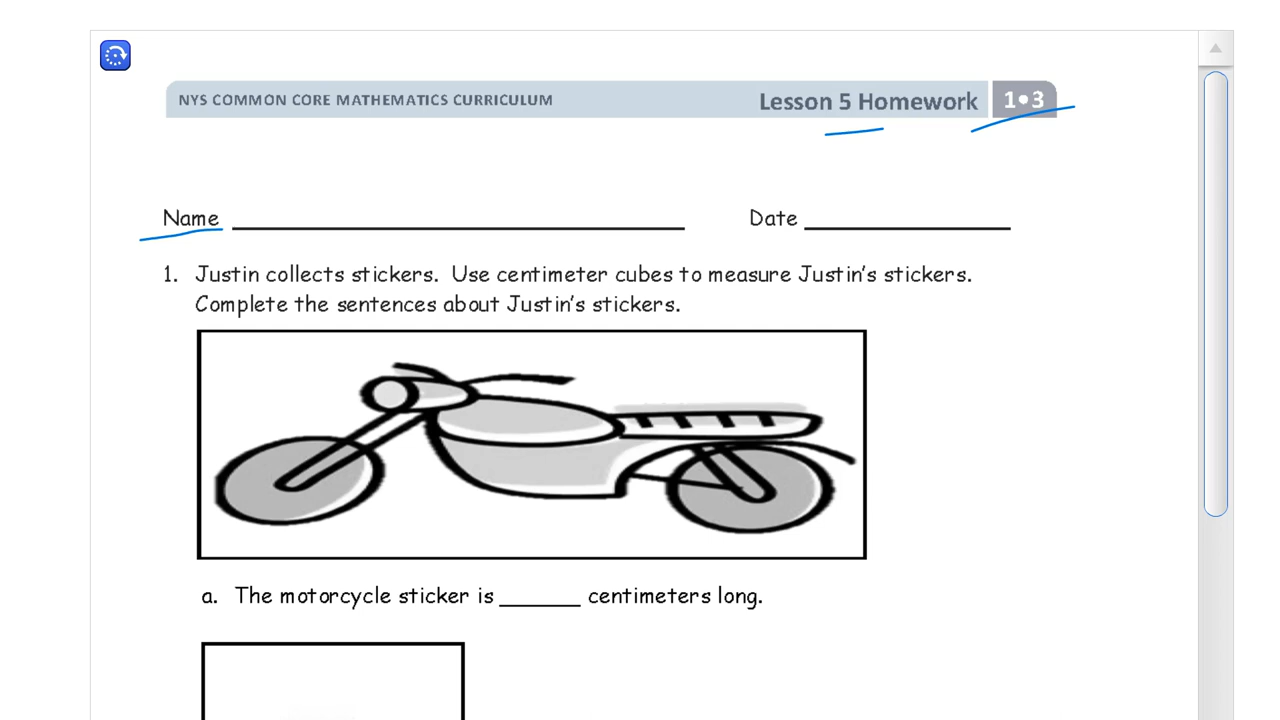 NYS COMMON CORE MATHEMATICS CURRICULUM Lesson 5 Homework 1•3
Name Date
1. Justin collects stickers. Use centimeter cubes to measure Justin's stickers.
Complete the sentences about Justin's stickers.
a. The motorcycle sticker is ______ centimeters long.